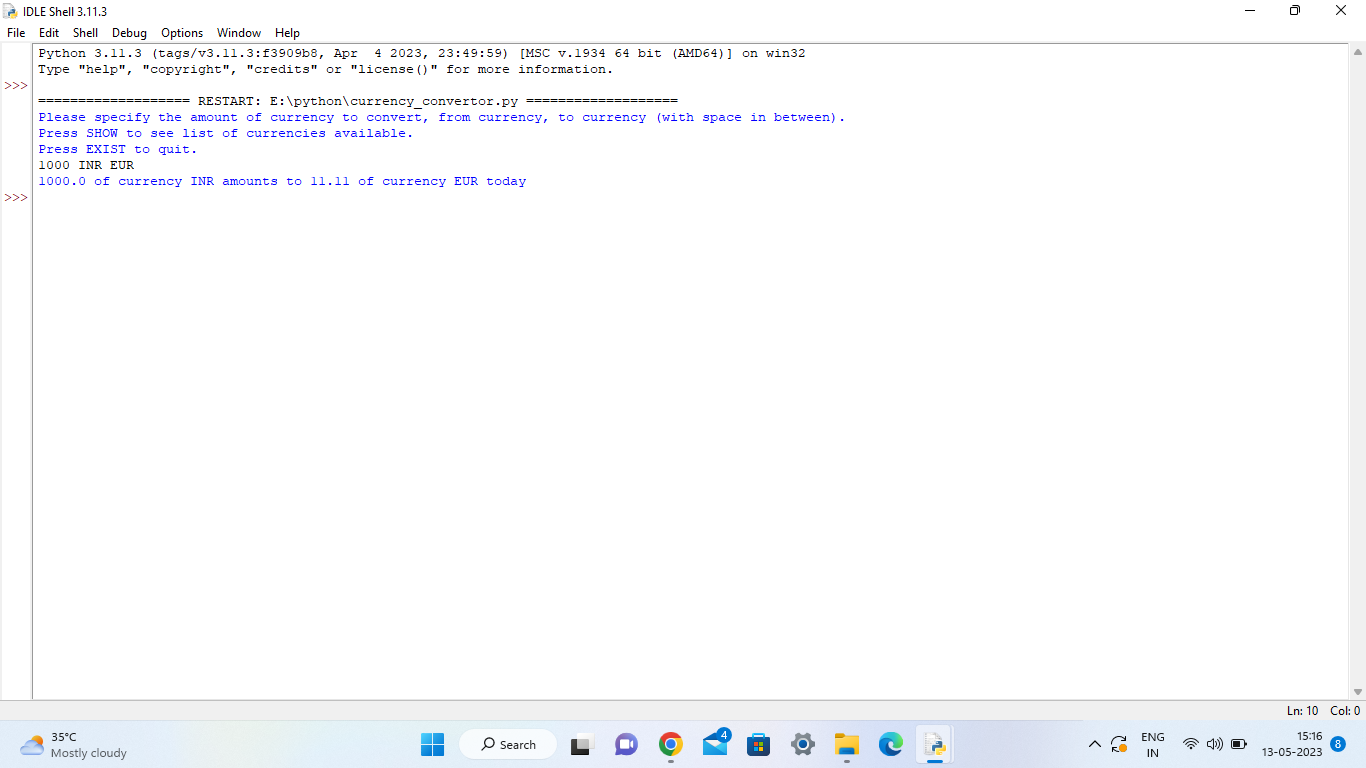 IDLE Shell 3.11.3
File Edit Shell Debug Options Window Help
Python 3.11.3 (tags/v3.11.3:f3909b8, Apr  4 2023, 23:49:59) [MSC v.1934 64 bit (AMD64)] on win32
Type "help", "copyright", "credits" or "license()" for more information.
>>>
=================== RESTART: E:\python\currency_convertor.py ===================
Please specify the amount of currency to convert, from currency, to currency (with space in between).
Press SHOW to see list of currencies available.
Press EXIST to quit.
1000 INR EUR
1000.0 of currency INR amounts to 11.11 of currency EUR today
>>>
Ln: 10 Col: 0
35°C
Mostly cloudy
Search
4
ENG
IN
15:16
13-05-2023
8